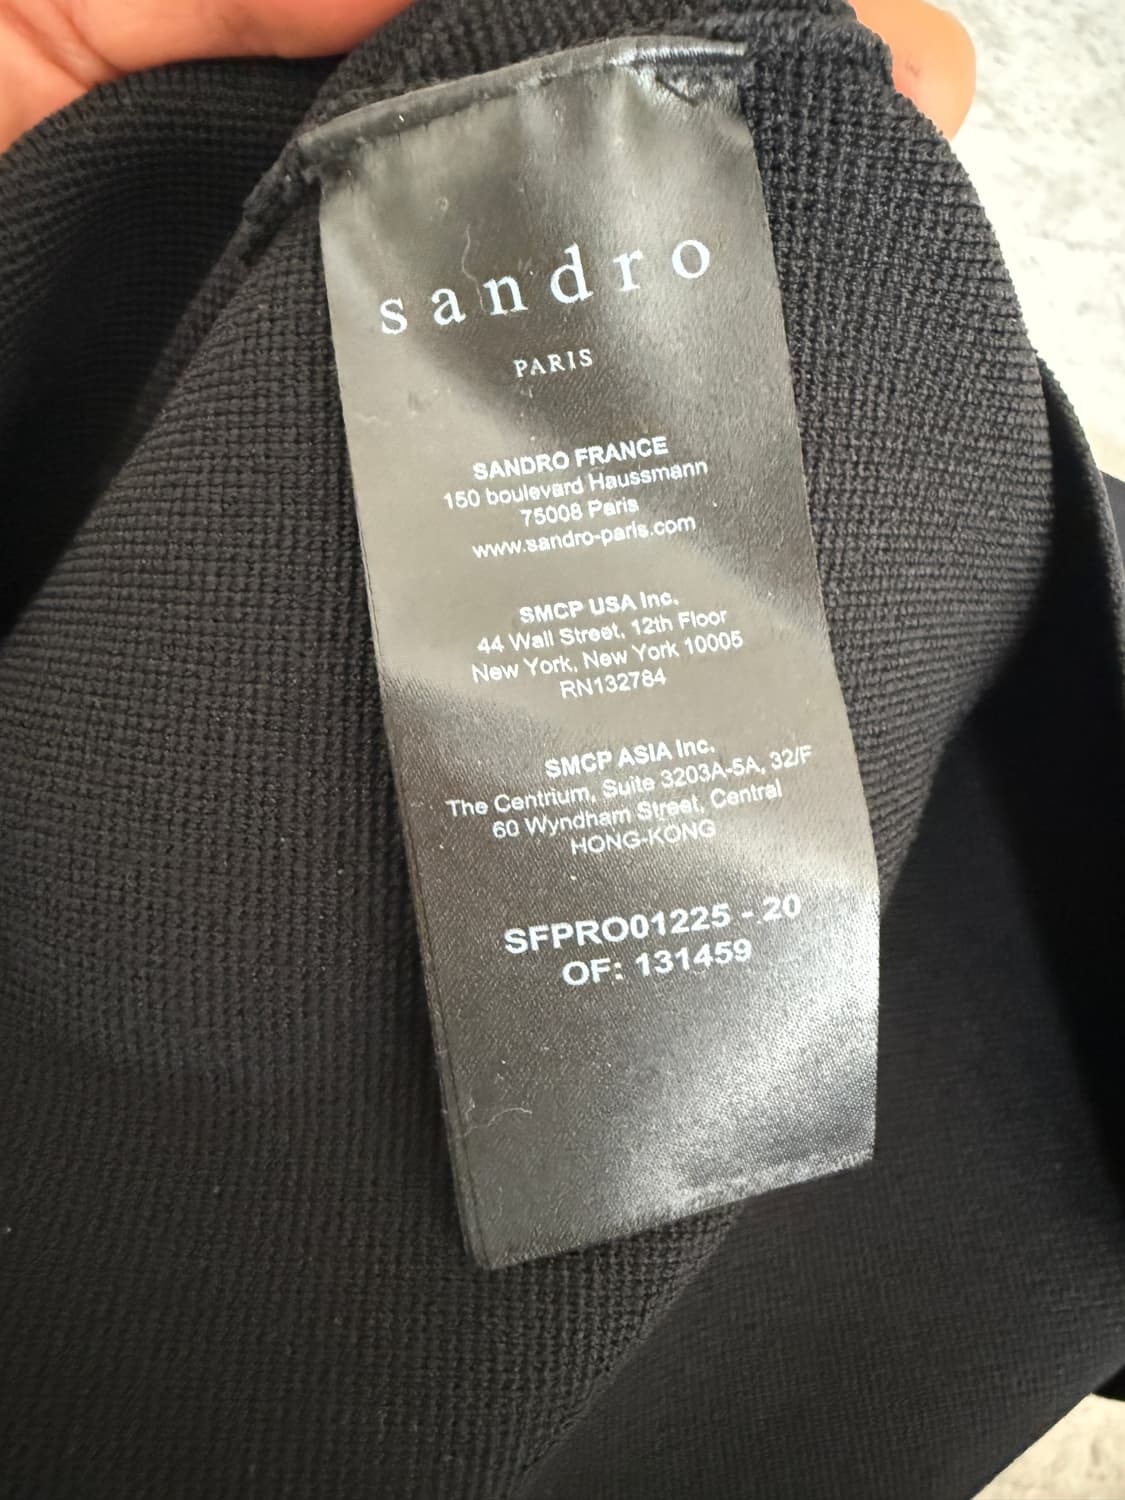 sandro
PARIS
SANDRO FRANCE
150 boulevard Haussmann
75008 Paris
www.sandro-paris.com
SMCP USA Inc.
44 Wall Street, 12th Floor
New York, New York 10005
RN132784
SMCP ASIA Inc.
The Centrium, Suite 3203A-5A, 32/F
60 Wyndham Street, Central
HONG-KONG
SFPRO01225 - 20
OF: 131459